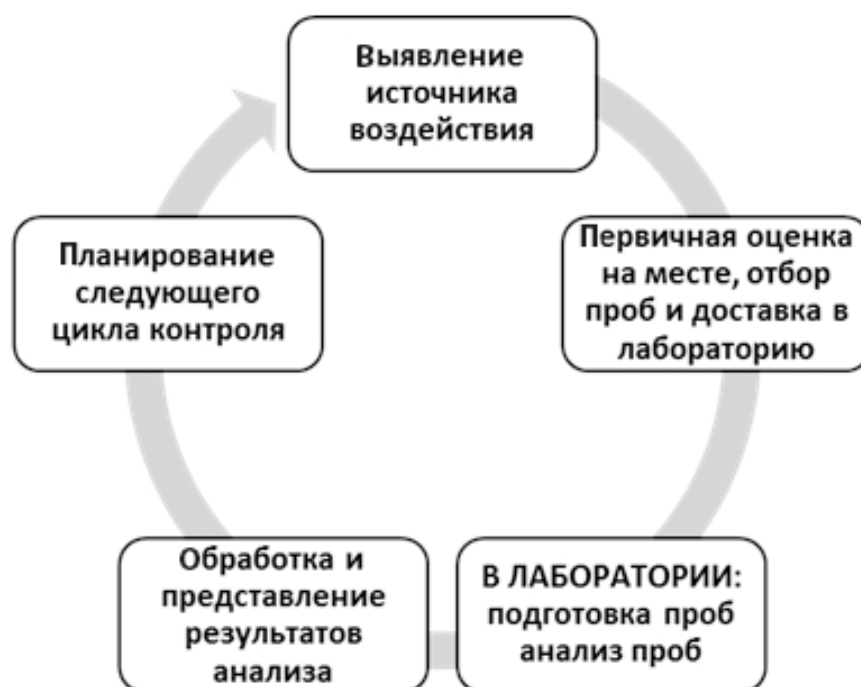 Выявление
источника
воздействия
Первичная оценка
на месте, отбор
проб и доставка в
лабораторию
В ЛАБОРАТОРИИ:
подготовка проб
анализ проб
Обработка и
представление
результатов
анализа
Планирование
следующего
цикла контроля